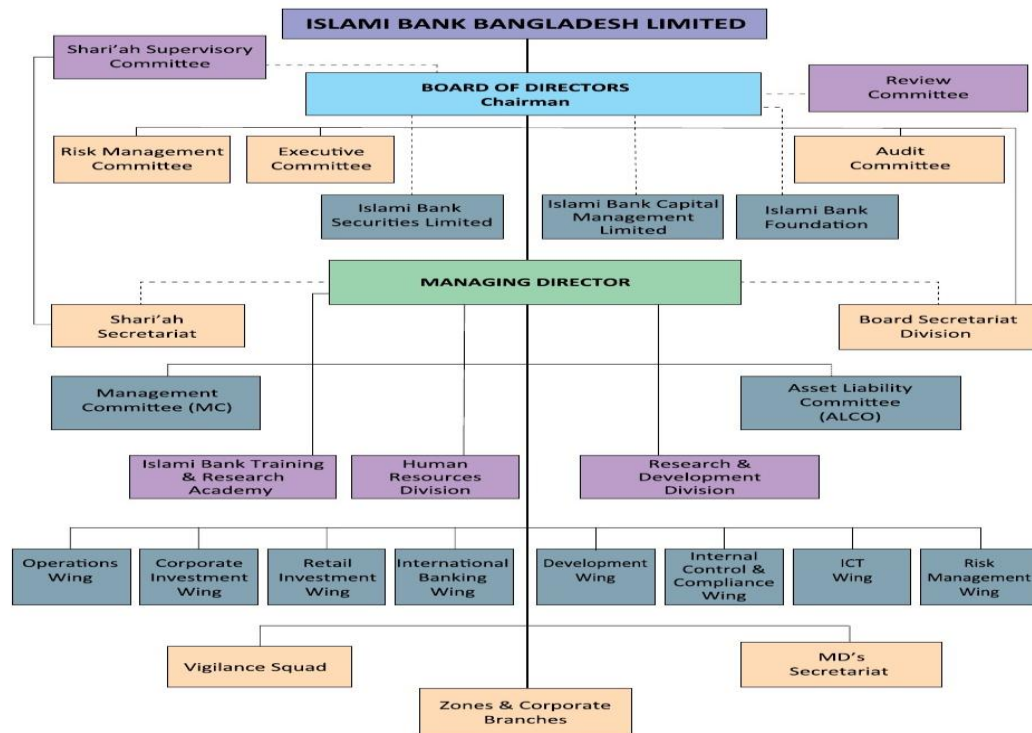 ISLAMI BANK BANGLADESH LIMITED
Shari'ah Supervisory
Committee
BOARD OF DIRECTORS
Chairman
Review
Committee
Risk Management
Committee
Executive
Committee
Audit
Committee
Islami Bank
Securities Limited
Islami Bank Capital
Management
Limited
Islami Bank
Foundation
MANAGING DIRECTOR
Shari'ah
Secretariat
Board Secretariat
Division
Management
Committee (MC)
Asset Liability
Committee
(ALCO)
Islami Bank Training
& Research
Academy
Human
Resources
Division
Research &
Development
Division
Operations
Wing
Corporate
Investment
Wing
Retail
Investment
Wing
International
Banking
Wing
Development
Wing
Internal
Control &
Compliance
Wing
ICT
Wing
Risk
Management
Wing
Vigilance Squad
MD's
Secretariat
Zones & Corporate
Branches